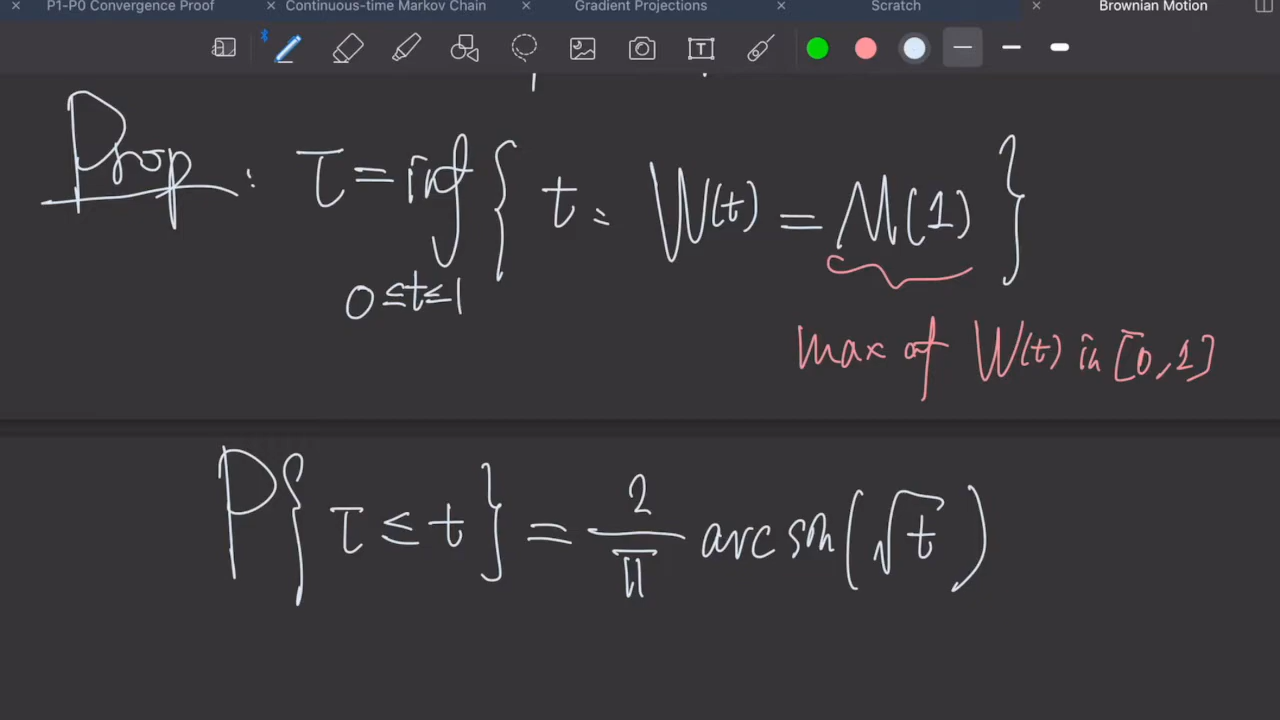 P1-P0 Convergence Proof Continuous-time Markov Chain Gradient Projections Scratch Brownian Motion
Prop: τ = inf { t : W(t) = M(1) }
0 ≤ t ≤ 1
max of W(t) in [0,1]
P{ τ ≤ t } = 2/π arcsin(√t)